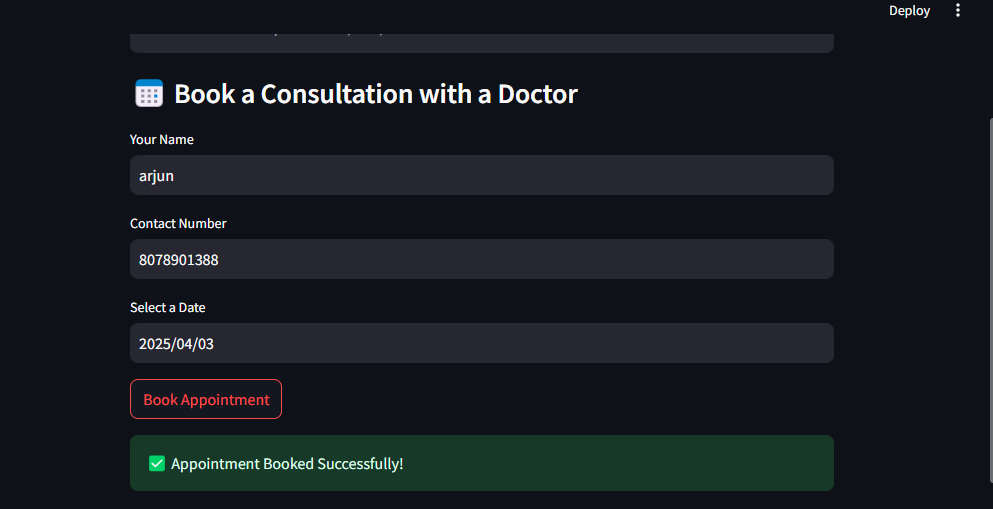 Deploy
Book a Consultation with a Doctor
Your Name
arjun
Contact Number
8078901388
Select a Date
2025/04/03
Book Appointment
Appointment Booked Successfully!